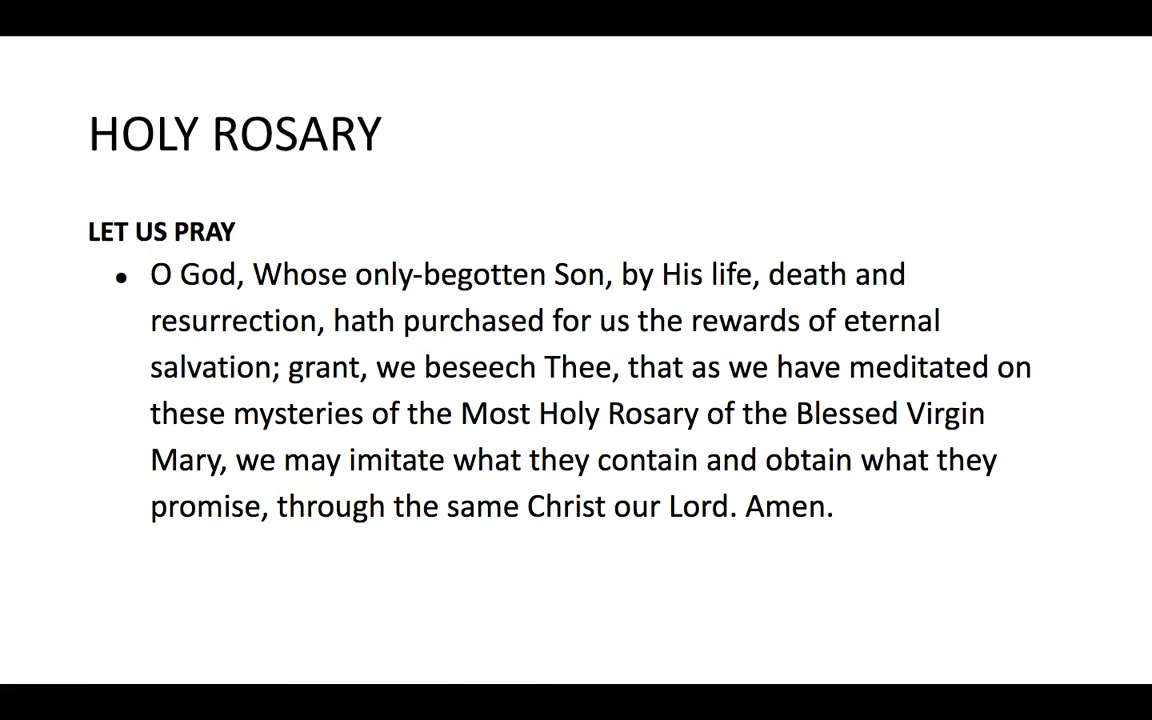 HOLY ROSARY
LET US PRAY
• O God, Whose only-begotten Son, by His life, death and
resurrection, hath purchased for us the rewards of eternal
salvation; grant, we beseech Thee, that as we have meditated on
these mysteries of the Most Holy Rosary of the Blessed Virgin
Mary, we may imitate what they contain and obtain what they
promise, through the same Christ our Lord. Amen.